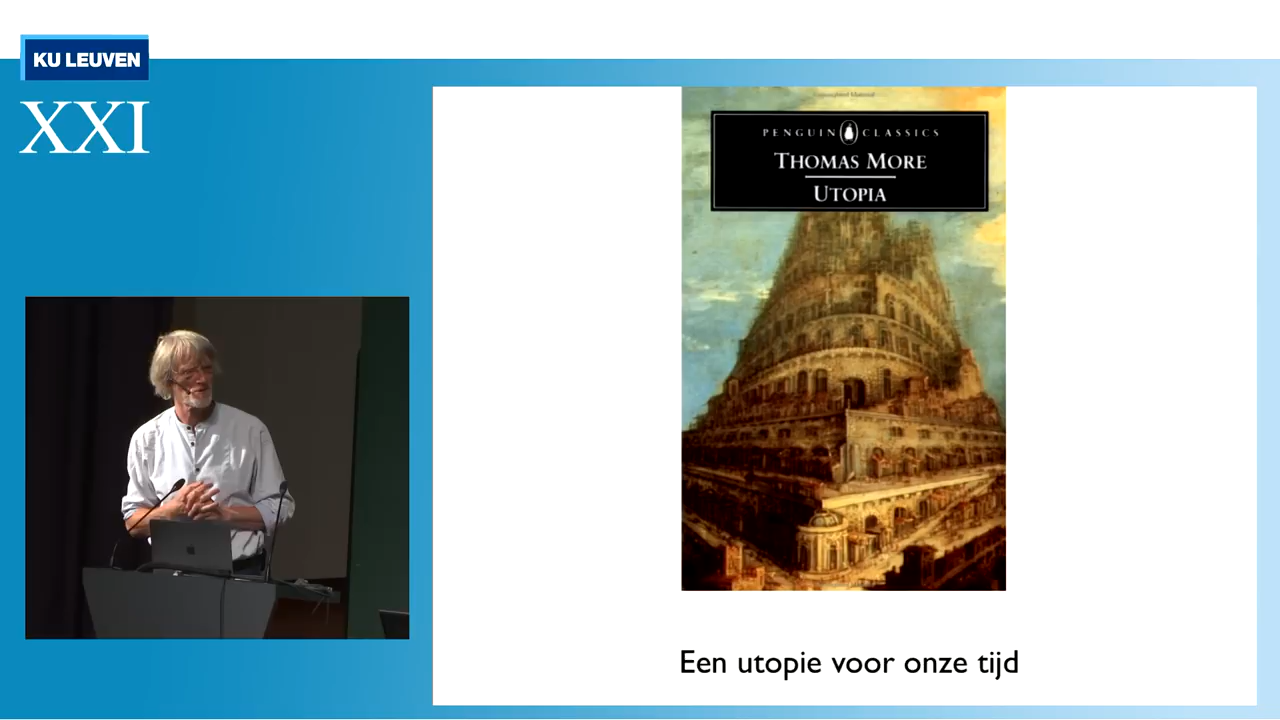 KU LEUVEN
XXI
PENGUIN CLASSICS
THOMAS MORE
UTOPIA
Een utopie voor onze tijd